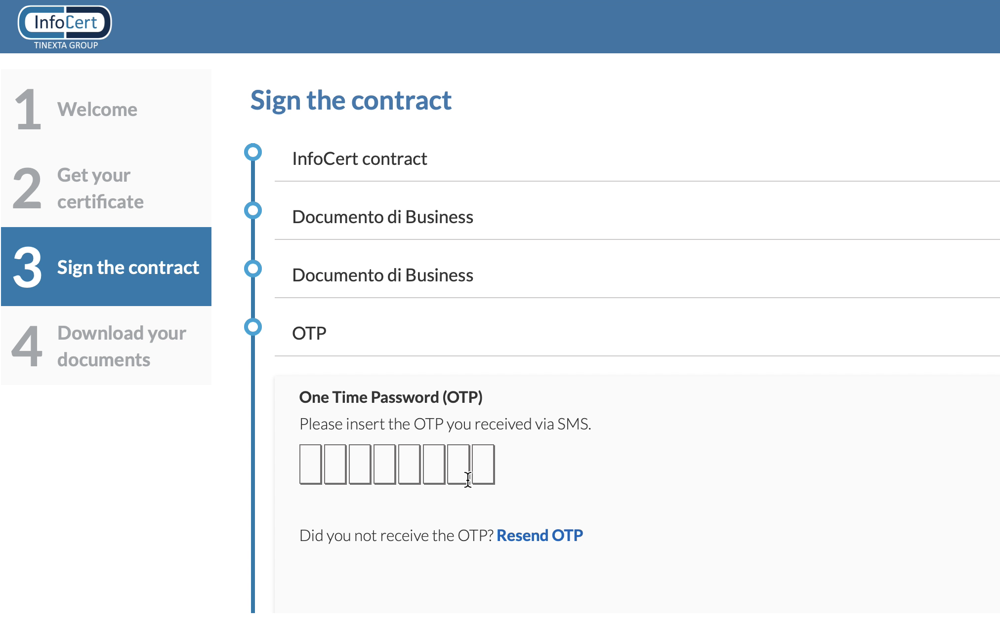 InfoCert
TINEXTA GROUP
1 Welcome
2 Get your
certificate
3 Sign the contract
4 Download your
documents
Sign the contract
InfoCert contract
Documento di Business
Documento di Business
OTP
One Time Password (OTP)
Please insert the OTP you received via SMS.
Did you not receive the OTP? Resend OTP